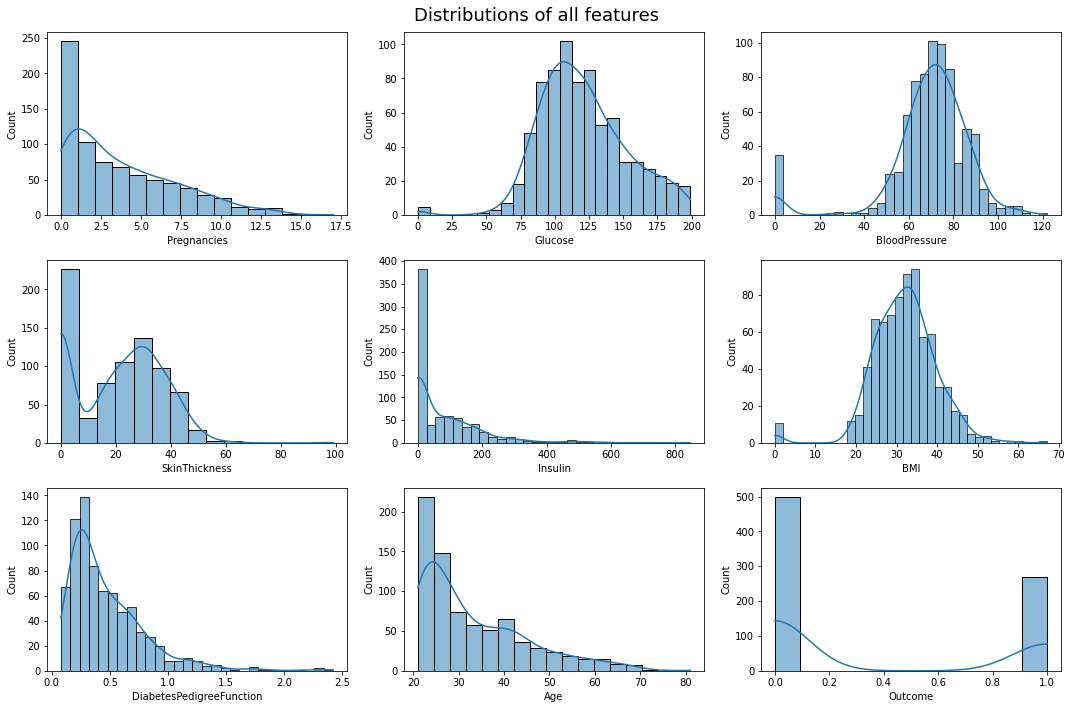 Distributions of all features
250
200
150
100
50
0
Count
0.0 2.5 5.0 7.5 10.0 12.5 15.0 17.5
Pregnancies
100
80
60
40
20
0
Count
0 25 50 75 100 125 150 175 200
Glucose
100
80
60
40
20
0
Count
0 20 40 60 80 100 120
BloodPressure
200
150
100
50
0
Count
0 20 40 60 80 100
SkinThickness
400
350
300
250
200
150
100
50
0
Count
0 200 400 600 800
Insulin
80
60
40
20
0
Count
0 10 20 30 40 50 60 70
BMI
140
120
100
80
60
40
20
0
Count
0.0 0.5 1.0 1.5 2.0 2.5
DiabetesPedigreeFunction
200
150
100
50
0
Count
20 30 40 50 60 70 80
Age
500
400
300
200
100
0
Count
0.0 0.2 0.4 0.6 0.8 1.0
Outcome